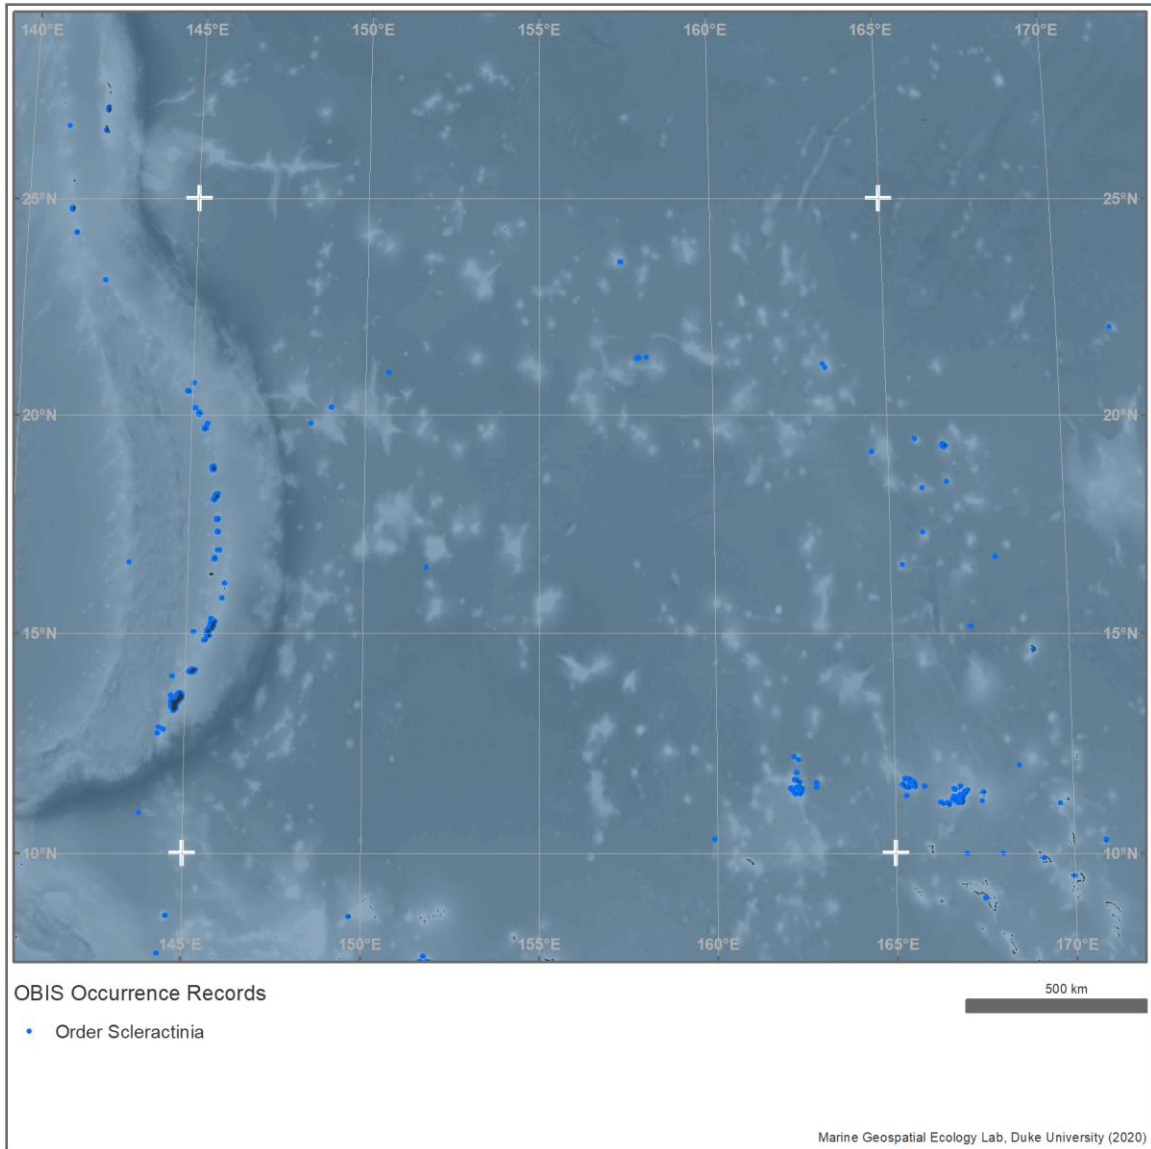 140°E 145°E 150°E 155°E 160°E 165°E 170°E
25°N 25°N
20°N 20°N
15°N 15°N
10°N 10°N
145°E 150°E 155°E 160°E 165°E 170°E
OBIS Occurrence Records
500 km
Order Scleractinia
Marine Geospatial Ecology Lab, Duke University (2020)